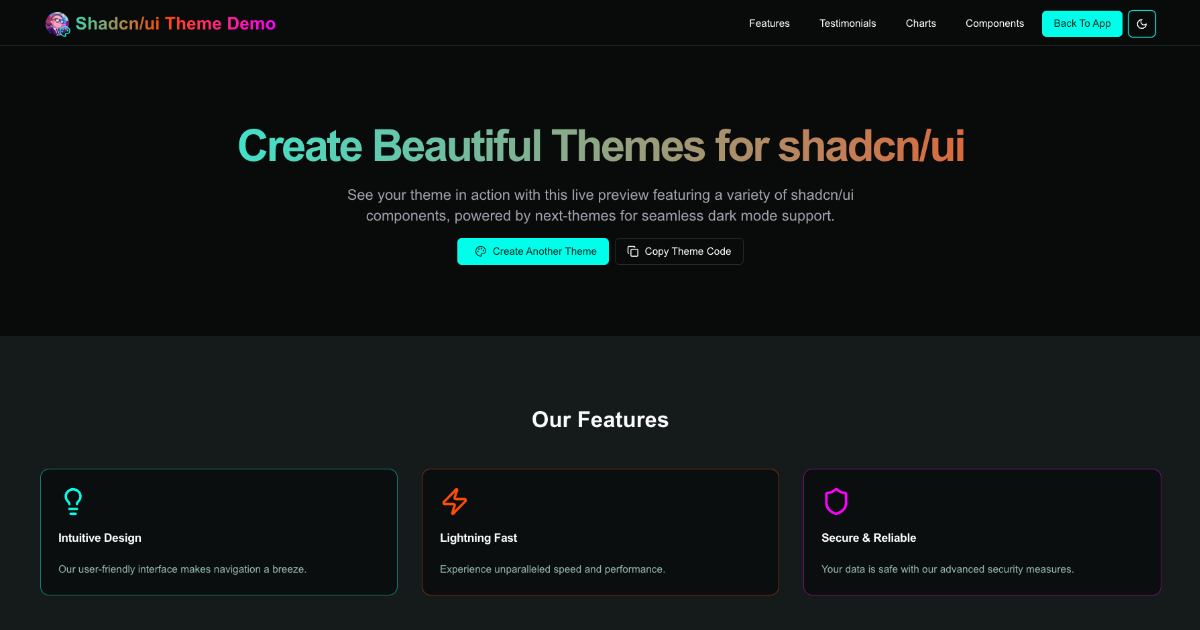 Shadcn/ui Theme Demo
Features
Testimonials
Charts
Components
Back To App
Create Beautiful Themes for shadcn/ui
See your theme in action with this live preview featuring a variety of shadcn/ui
components, powered by next-themes for seamless dark mode support.
Create Another Theme
Copy Theme Code
Our Features
Intuitive Design
Our user-friendly interface makes navigation a breeze.
Lightning Fast
Experience unparalleled speed and performance.
Secure & Reliable
Your data is safe with our advanced security measures.